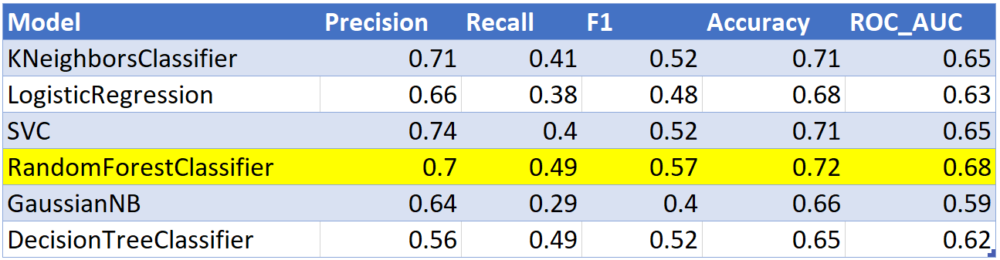 Model Precision Recall F1 Accuracy ROC_AUC
KNeighborsClassifier 0.71 0.41 0.52 0.71 0.65
LogisticRegression 0.66 0.38 0.48 0.68 0.63
SVC 0.74 0.4 0.52 0.71 0.65
RandomForestClassifier 0.7 0.49 0.57 0.72 0.68
GaussianNB 0.64 0.29 0.4 0.66 0.59
DecisionTreeClassifier 0.56 0.49 0.52 0.65 0.62